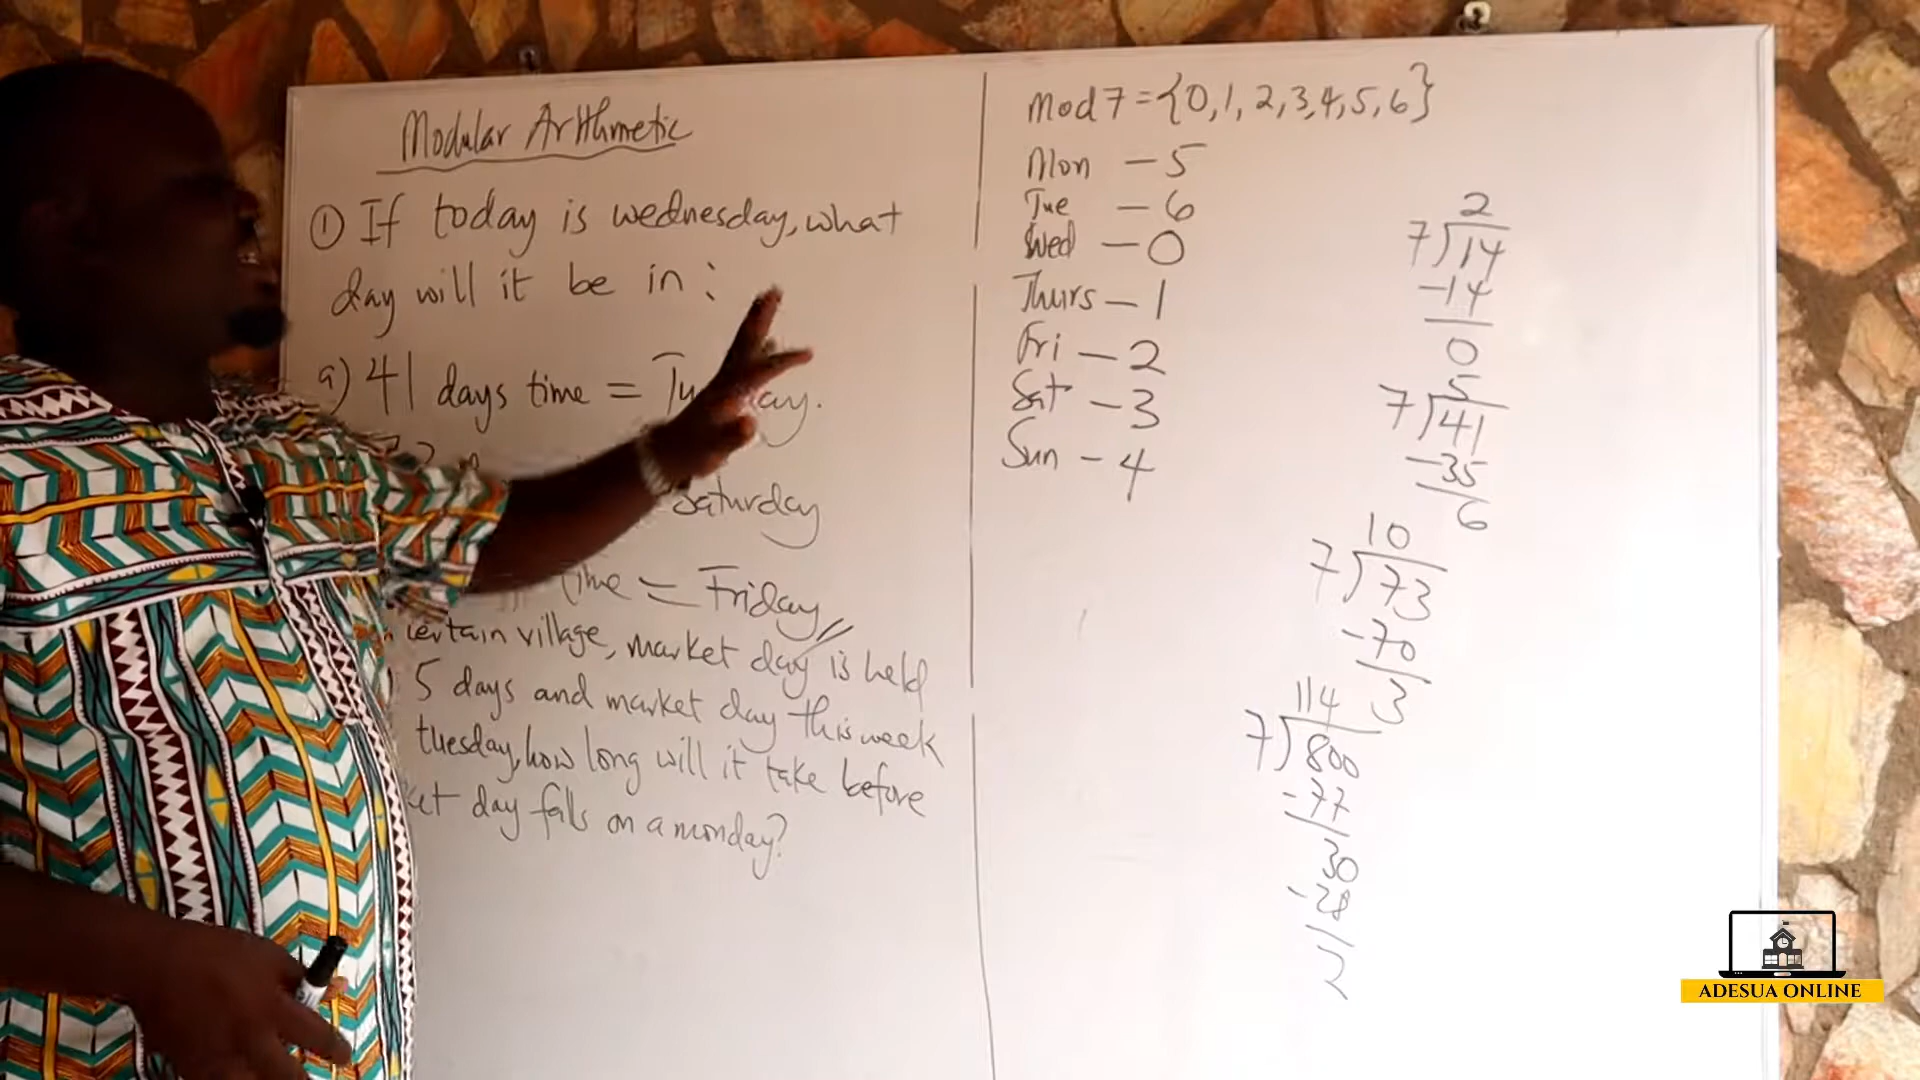 Modular Arithmetic
① If today is wednesday, what
day will it be in :
a) 41 days time = ay.
Saturday
time = Friday
certain village, market day is held
5 days and market day this week
tuesday, how long will it take before
day falls on a monday?
Mod 7 = {0, 1, 2, 3, 4, 5, 6}
Mon - 5
Tue - 6
Wed - 0
Thurs - 1
Fri - 2
Sat - 3
Sun - 4
2
7)14
-14
0
5
7)41
-35
6
10
7)73
-70
3
114
7)800
-77
30
-28
2
ADESUA ONLINE